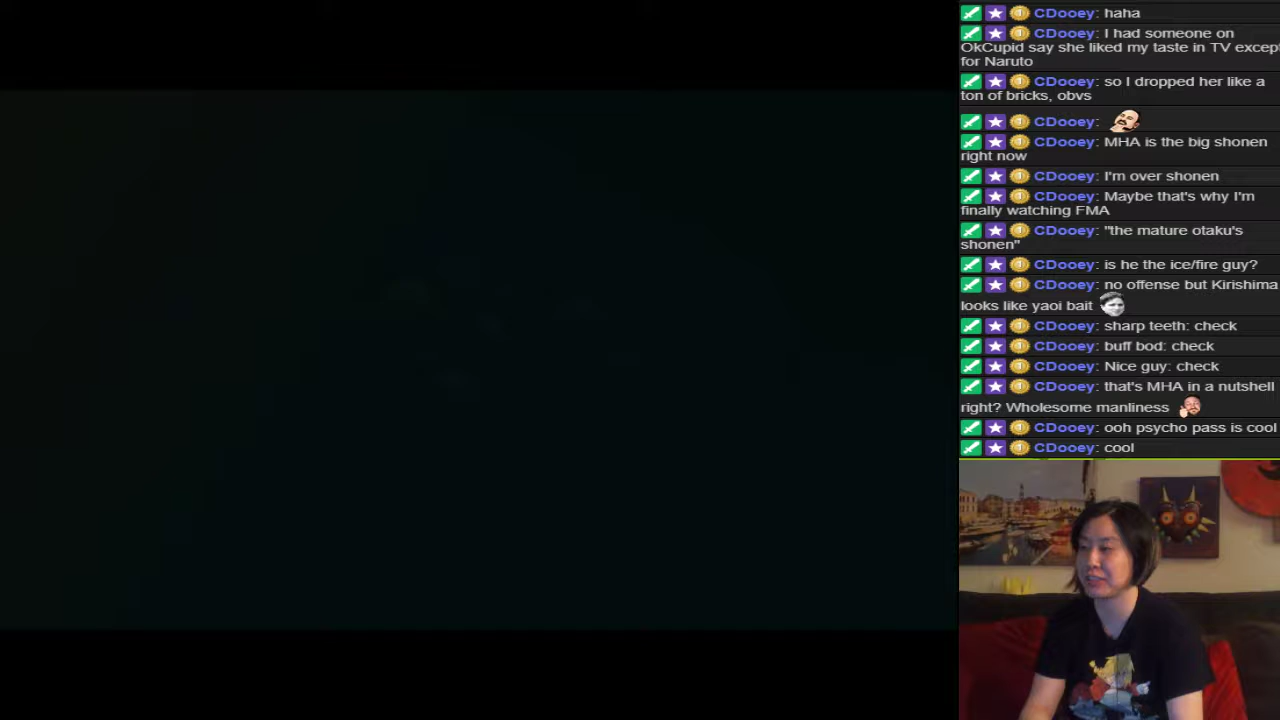 CDooey: haha
CDooey: I had someone on
OkCupid say she liked my taste in TV except
for Naruto
CDooey: so I dropped her like a
ton of bricks, obvs
CDooey:
CDooey: MHA is the big shonen
right now
CDooey: I'm over shonen
CDooey: Maybe that's why I'm
finally watching FMA
CDooey: "the mature otaku's
shonen"
CDooey: is he the ice/fire guy?
CDooey: no offense but Kirishima
looks like yaoi bait
CDooey: sharp teeth: check
CDooey: buff bod: check
CDooey: Nice guy: check
CDooey: that's MHA in a nutshell
right? Wholesome manliness
CDooey: ooh psycho pass is cool
CDooey: cool